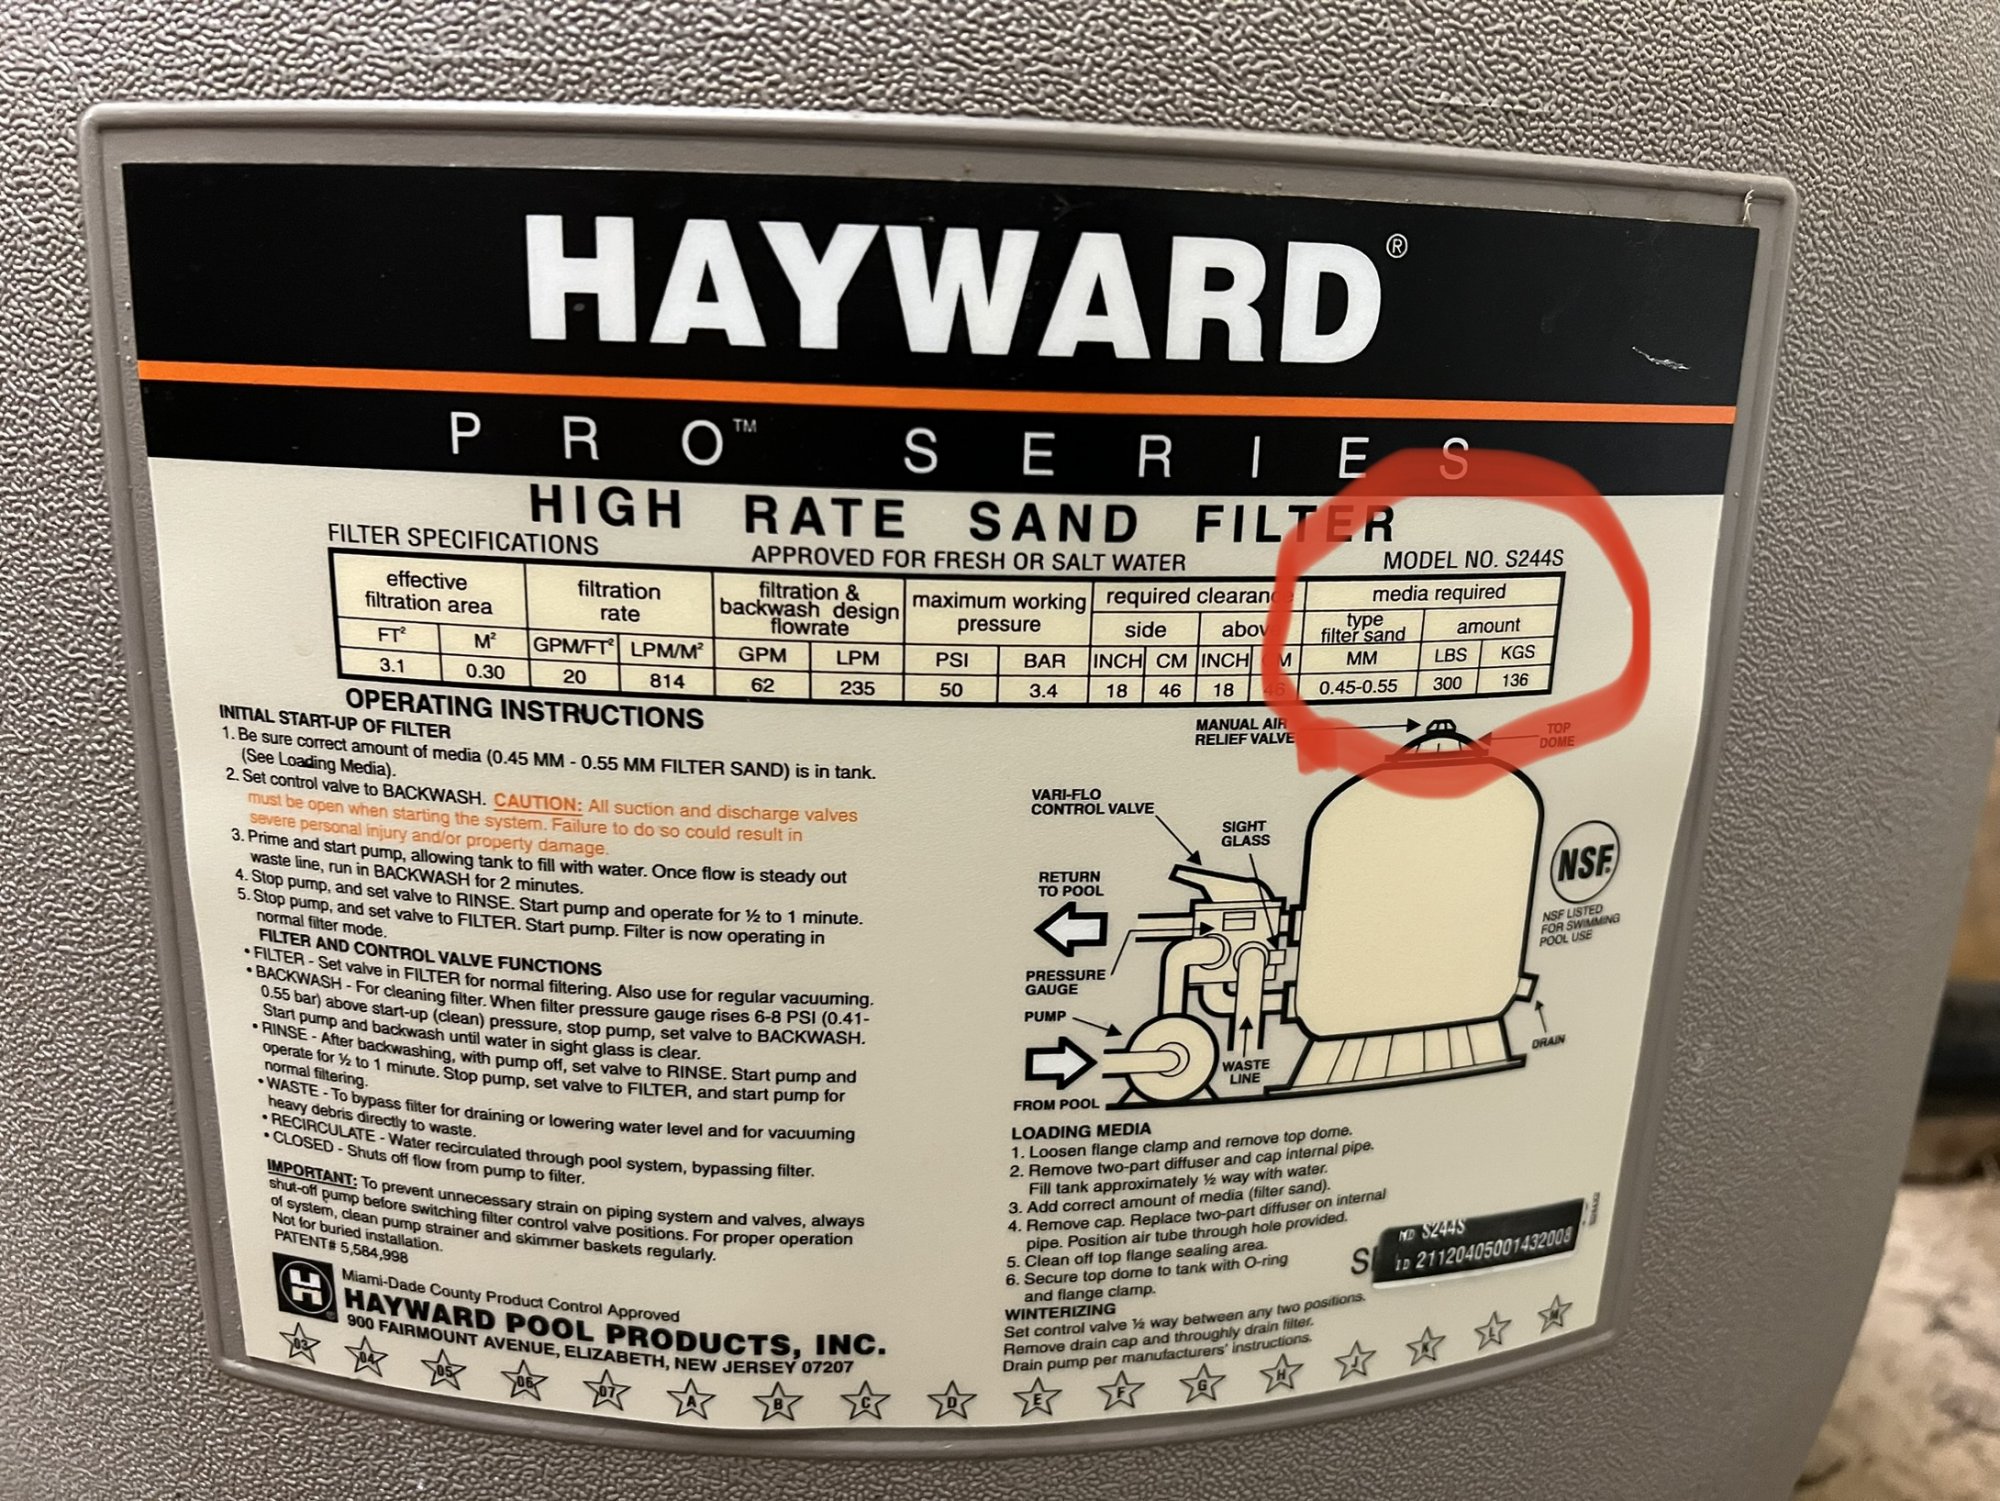 HAYWARD®
PRO™ SERIES
HIGH RATE SAND FILTER
FILTER SPECIFICATIONS
APPROVED FOR FRESH OR SALT WATER
MODEL NO. S244S
effective filtration area
filtration rate
filtration & backwash design flowrate
maximum working pressure
required clearance
media required
side
above
type filter sand
amount
FT² M² GPM/FT² LPM/M² GPM LPM PSI BAR INCH CM INCH CM MM LBS KGS
3.1 0.30 20 814 62 235 50 3.4 18 46 18 46 0.45-0.55 300 136
OPERATING INSTRUCTIONS
INITIAL START-UP OF FILTER
1. Be sure correct amount of media (0.45 MM - 0.55 MM FILTER SAND) is in tank.
(See Loading Media).
2. Set control valve to BACKWASH. CAUTION: All suction and discharge valves
must be open when starting the system. Failure to do so could result in
severe personal injury and/or property damage.
3. Prime and start pump, allowing tank to fill with water. Once flow is steady out
waste line, run in BACKWASH for 2 minutes.
4. Stop pump, and set valve to RINSE. Start pump and operate for ½ to 1 minute.
5. Stop pump, and set valve to FILTER. Start pump. Filter is now operating in
normal filter mode.
FILTER AND CONTROL VALVE FUNCTIONS
• FILTER - Set valve in FILTER for normal filtering. Also use for regular vacuuming.
• BACKWASH - For cleaning filter. When filter pressure gauge rises 6-8 PSI (0.41-
0.55 bar) above start-up (clean) pressure, stop pump, set valve to BACKWASH.
Start pump and backwash until water in sight glass is clear.
• RINSE - After backwashing, with pump off, set valve to RINSE. Start pump and
operate for ½ to 1 minute. Stop pump, set valve to FILTER, and start pump for
normal filtering.
• WASTE - To bypass filter for draining or lowering water level and for vacuuming
heavy debris directly to waste.
• RECIRCULATE - Water recirculated through pool system, bypassing filter.
• CLOSED - Shuts off flow from pump to filter.
IMPORTANT: To prevent unnecessary strain on piping system and valves, always
shut-off pump before switching filter control valve positions. For proper operation
of system, clean pump strainer and skimmer baskets regularly.
Not for buried installation.
PATENT# 5,584,998
H
Miami-Dade County Product Control Approved
HAYWARD POOL PRODUCTS, INC.
900 FAIRMOUNT AVENUE, ELIZABETH, NEW JERSEY 07207
MANUAL AIR
RELIEF VALVE
TOP
DOME
VARI-FLO
CONTROL VALVE
SIGHT
GLASS
RETURN
TO POOL
PRESSURE
GAUGE
PUMP
WASTE
LINE
FROM POOL
DRAIN
NSF.
NSF LISTED
FOR SWIMMING
POOL USE
LOADING MEDIA
1. Loosen flange clamp and remove top dome.
2. Remove two-part diffuser and cap internal pipe.
Fill tank approximately ½ way with water.
3. Add correct amount of media (filter sand).
4. Remove cap. Replace two-part diffuser on internal
pipe. Position air tube through hole provided.
5. Clean off top flange sealing area.
6. Secure top dome to tank with O-ring
and flange clamp.
MD S244S
ID 21120405001432008
WINTERIZING
Set control valve ½ way between any two positions.
Remove drain cap and throughly drain filter.
Drain pump per manufacturers' instructions.
03 04 05 06 07 A B C D E F G H J K L M